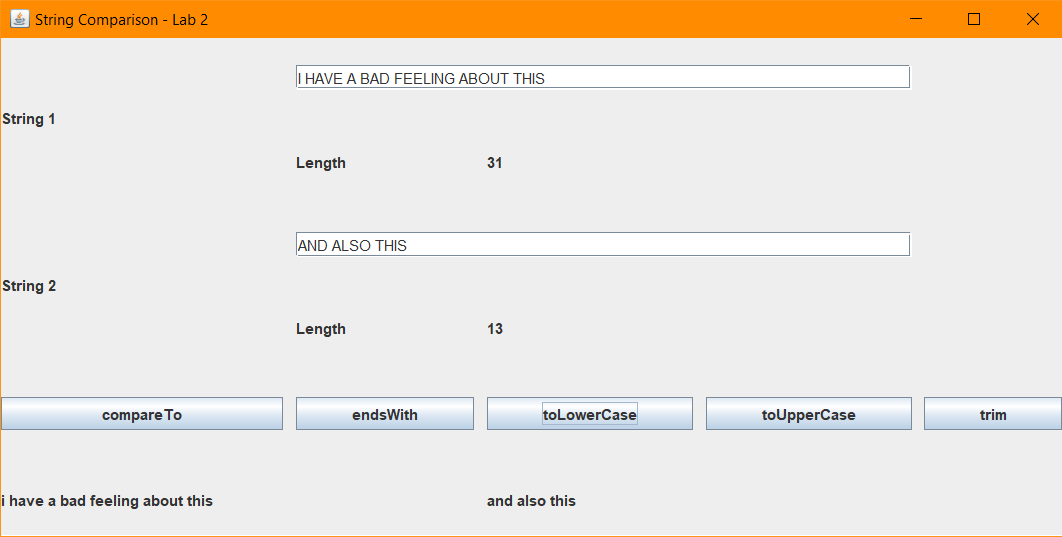 String Comparison - Lab 2
I HAVE A BAD FEELING ABOUT THIS
String 1
Length 31
AND ALSO THIS
String 2
Length 13
compareTo endsWith toLowerCase toUpperCase trim
i have a bad feeling about this and also this